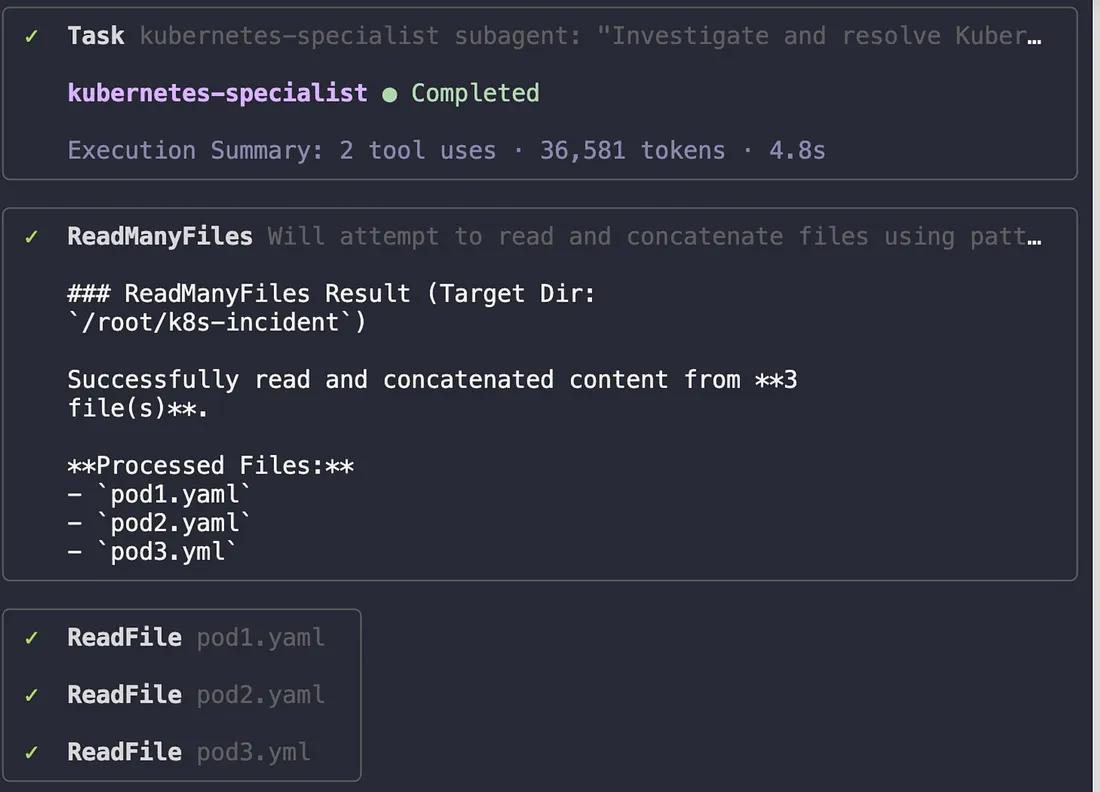 ✓ Task kubernetes-specialist subagent: "Investigate and resolve Kuber…
kubernetes-specialist ● Completed
Execution Summary: 2 tool uses · 36,581 tokens · 4.8s
✓ ReadManyFiles Will attempt to read and concatenate files using patt…
### ReadManyFiles Result (Target Dir:
`/root/k8s-incident`)
Successfully read and concatenated content from **3
file(s)**.
**Processed Files:**
- `pod1.yaml`
- `pod2.yaml`
- `pod3.yml`
✓ ReadFile pod1.yaml
✓ ReadFile pod2.yaml
✓ ReadFile pod3.yml